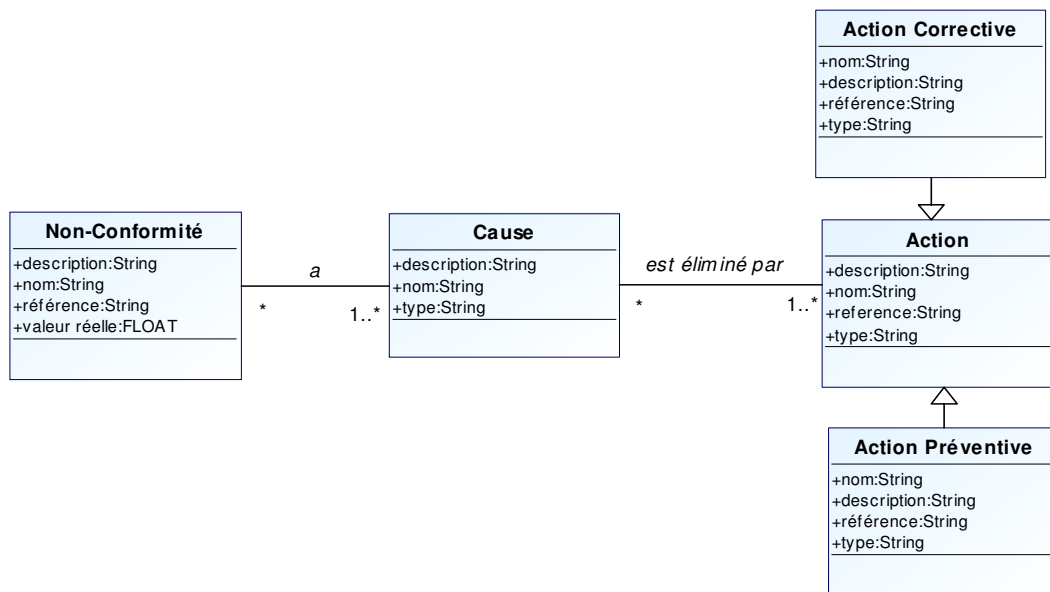 Action Corrective
+nom:String
+description:String
+référence:String
+type:String
Non-Conformité
+description:String
+nom:String
+référence:String
+valeur réelle:FLOAT
a
*
1..*
Cause
+description:String
+nom:String
+type:String
est éliminé par
*
1..*
Action
+description:String
+nom:String
+reference:String
+type:String
Action Préventive
+nom:String
+description:String
+référence:String
+type:String